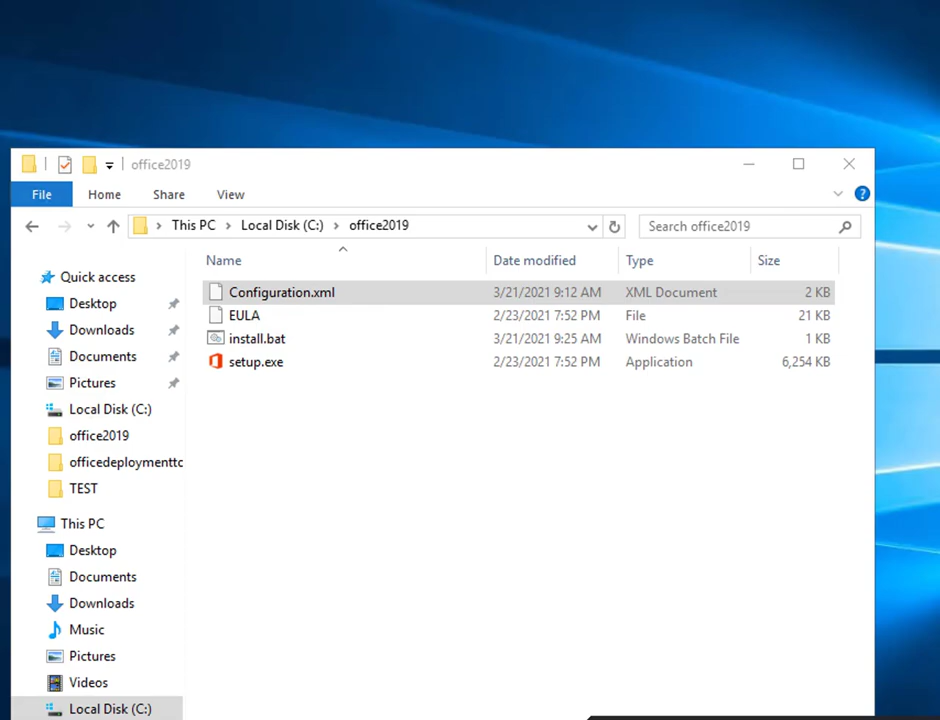 office2019
File Home Share View
This PC Local Disk (C:) office2019 Search office2019
Name Date modified Type Size
Configuration.xml 3/21/2021 9:12 AM XML Document 2 KB
EULA 2/23/2021 7:52 PM File 21 KB
install.bat 3/21/2021 9:25 AM Windows Batch File 1 KB
setup.exe 2/23/2021 7:52 PM Application 6,254 KB
Quick access
Desktop
Downloads
Documents
Pictures
Local Disk (C:)
office2019
officedeploymenttc
TEST
This PC
Desktop
Documents
Downloads
Music
Pictures
Videos
Local Disk (C:)